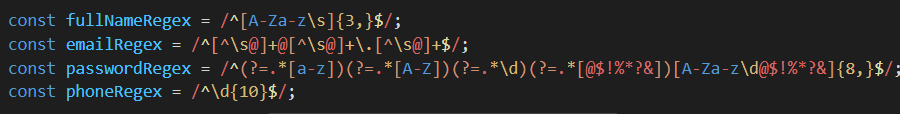 const fullNameRegex = /^[A-Za-z\s]{3,}$/;
const emailRegex = /^[^\s@]+@[^\s@]+\.[^\s@]+$/;
const passwordRegex = /^(?=.*[a-z])(?=.*[A-Z])(?=.*\d)(?=.*[@$!%*?&])[A-Za-z\d@$!%*?&]{8,}$/;
const phoneRegex = /^\d{10}$/;